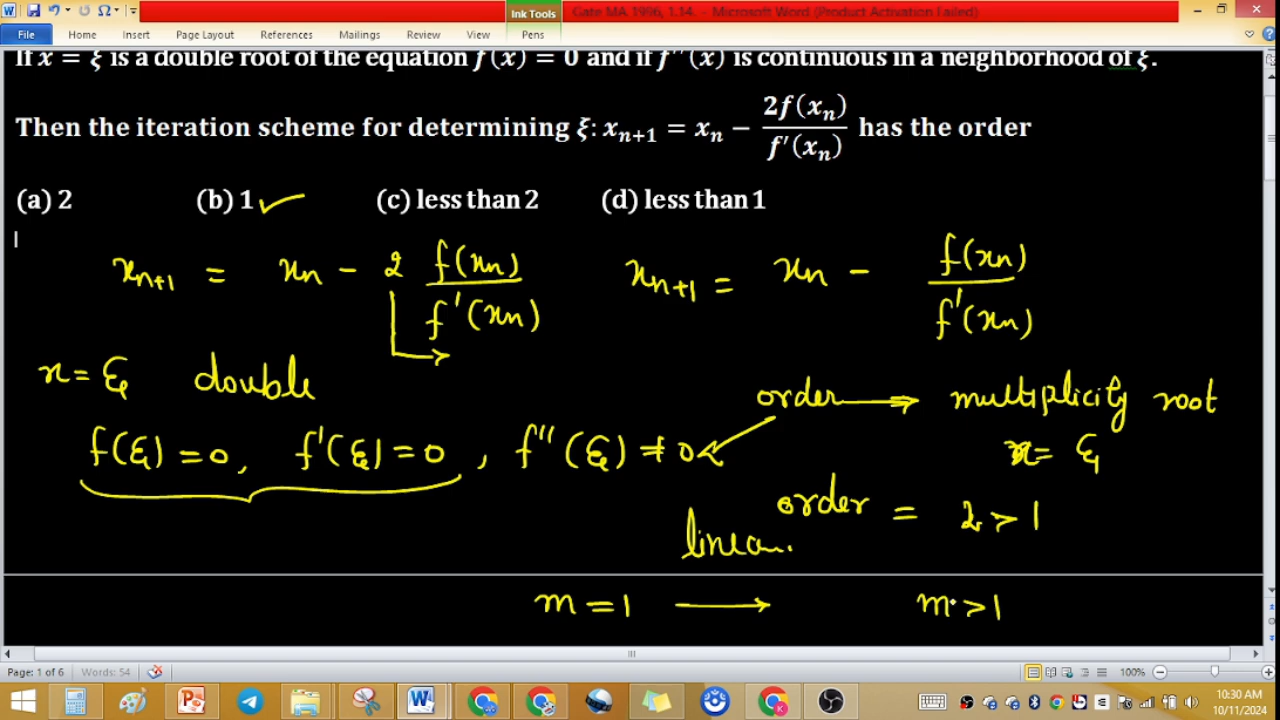 Ink Tools
Gate MA 1996, 1.14. - Microsoft Word (Product Activation Failed)
File Home Insert Page Layout References Mailings Review View Pens
If x = ξ is a double root of the equation f(x) = 0 and if f''(x) is continuous in a neighborhood of ξ.
Then the iteration scheme for determining ξ: xₙ₊₁ = xₙ − 2f(xₙ)/f'(xₙ) has the order
(a) 2 (b) 1 ✓ (c) less than 2 (d) less than 1
xₙ₊₁ = xₙ − 2 f(xₙ)/f'(xₙ) xₙ₊₁ = xₙ − f(xₙ)/f'(xₙ)
x = ξ double
order → multiplicity root
f(ξ) = 0, f'(ξ) = 0, f''(ξ) ≠ 0 x = ξ
order = 2 > 1
linear.
m = 1 → m > 1
Page: 1 of 6 Words: 54 100%
10:30 AM
10/11/2024